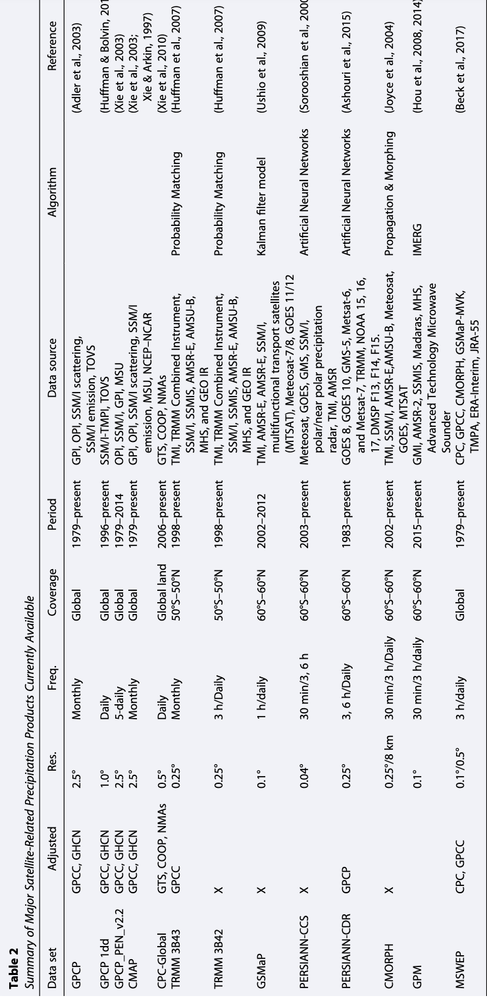 Table 2
Summary of Major Satellite-Related Precipitation Products Currently Available
Data set Adjusted Res. Freq. Coverage Period Data source Algorithm Reference
GPCP GPCC, GHCN 2.5° Monthly Global 1979–present GPI, OPI, SSM/I scattering, (Adler et al., 2003)
SSM/I emission, TOVS
GPCP 1dd GPCC, GHCN 1.0° Daily Global 1996–present SSM/I-TMPI, TOVS (Huffman & Bolvin,
GPCP_PEN_v2.2 GPCC, GHCN 2.5° 5-daily Global 1979–2014 OPI, SSM/I, GPI, MSU (Xie et al., 2003)
CMAP GPCC, GHCN 2.5° Monthly Global 1979–present GPI, OPI, SSM/I scattering, SSM/I (Xie et al., 2003;
emission, MSU, NCEP–NCAR Xie & Arkin, 1997)
CPC-Global GTS, COOP, NMAs 0.5° Daily Global land 2006–present GTS, COOP, NMAs (Xie et al., 2010)
TRMM 3B43 GPCC 0.25° Monthly 50°S–50°N 1998–present TMI, TRMM Combined Instrument, Probability Matching (Huffman et al., 2007)
SSM/I, SSMIS, AMSR-E, AMSU-B,
MHS, and GEO IR
TRMM 3B42 X 0.25° 3 h/Daily 50°S–50°N 1998–present TMI, TRMM Combined Instrument, Probability Matching (Huffman et al., 2007)
SSM/I, SSMIS, AMSR-E, AMSU-B,
MHS, and GEO IR
GSMaP X 0.1° 1 h/daily 60°S–60°N 2002–2012 TMI, AMSR-E, AMSR-E, SSM/I, Kalman filter model (Ushio et al., 2009)
multifunctional transport satellites
(MTSAT), Meteosat-7/8, GOES 11/12
PERSIANN-CCS X 0.04° 30 min/3, 6 h 60°S–60°N 2003–present Meteosat, GOES, GMS, SSM/I, Artificial Neural Networks (Sorooshian et al., 2000
polar/near polar precipitation
radar, TMI, AMSR
PERSIANN-CDR GPCP 0.25° 3, 6 h/Daily 60°S–60°N 1983–present GOES 8, GOES 10, GMS-5, Metsat-6, Artificial Neural Networks (Ashouri et al., 2015)
and Metsat-7, TRMM, NOAA 15, 16,
17, DMSP F13, F14, F15.
CMORPH X 0.25°/8 km 30 min/3 h/Daily 60°S–60°N 2002–present TMI, SSM/I, AMSR-E,AMSU-B, Meteosat, Propagation & Morphing (Joyce et al., 2004)
GOES, MTSAT
GPM 0.1° 30 min/3 h/daily 60°S–60°N 2015–present GMI, AMSR-2, SSMIS, Madaras, MHS, IMERG (Hou et al., 2008, 2014)
Advanced Technology Microwave
Sounder
MSWEP CPC, GPCC 0.1°/0.5° 3 h/daily Global 1979–present CPC, GPCC, CMORPH, GSMaP-MVK, (Beck et al., 2017)
TMPA, ERA-Interim, JRA-55